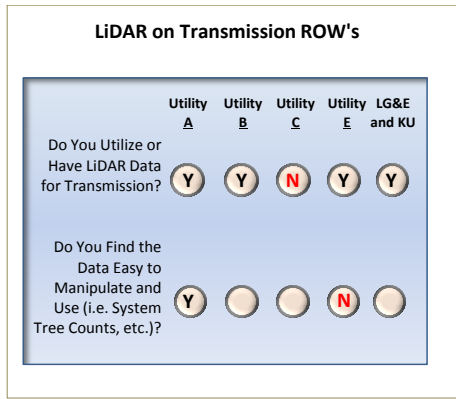 LiDAR on Transmission ROW's
Utility Utility Utility Utility LG&E
A B C E and KU
Do You Utilize or
Have LiDAR Data
for Transmission?
Y Y N Y Y
Do You Find the
Data Easy to
Manipulate and
Use (i.e. System
Tree Counts, etc.)?
Y N